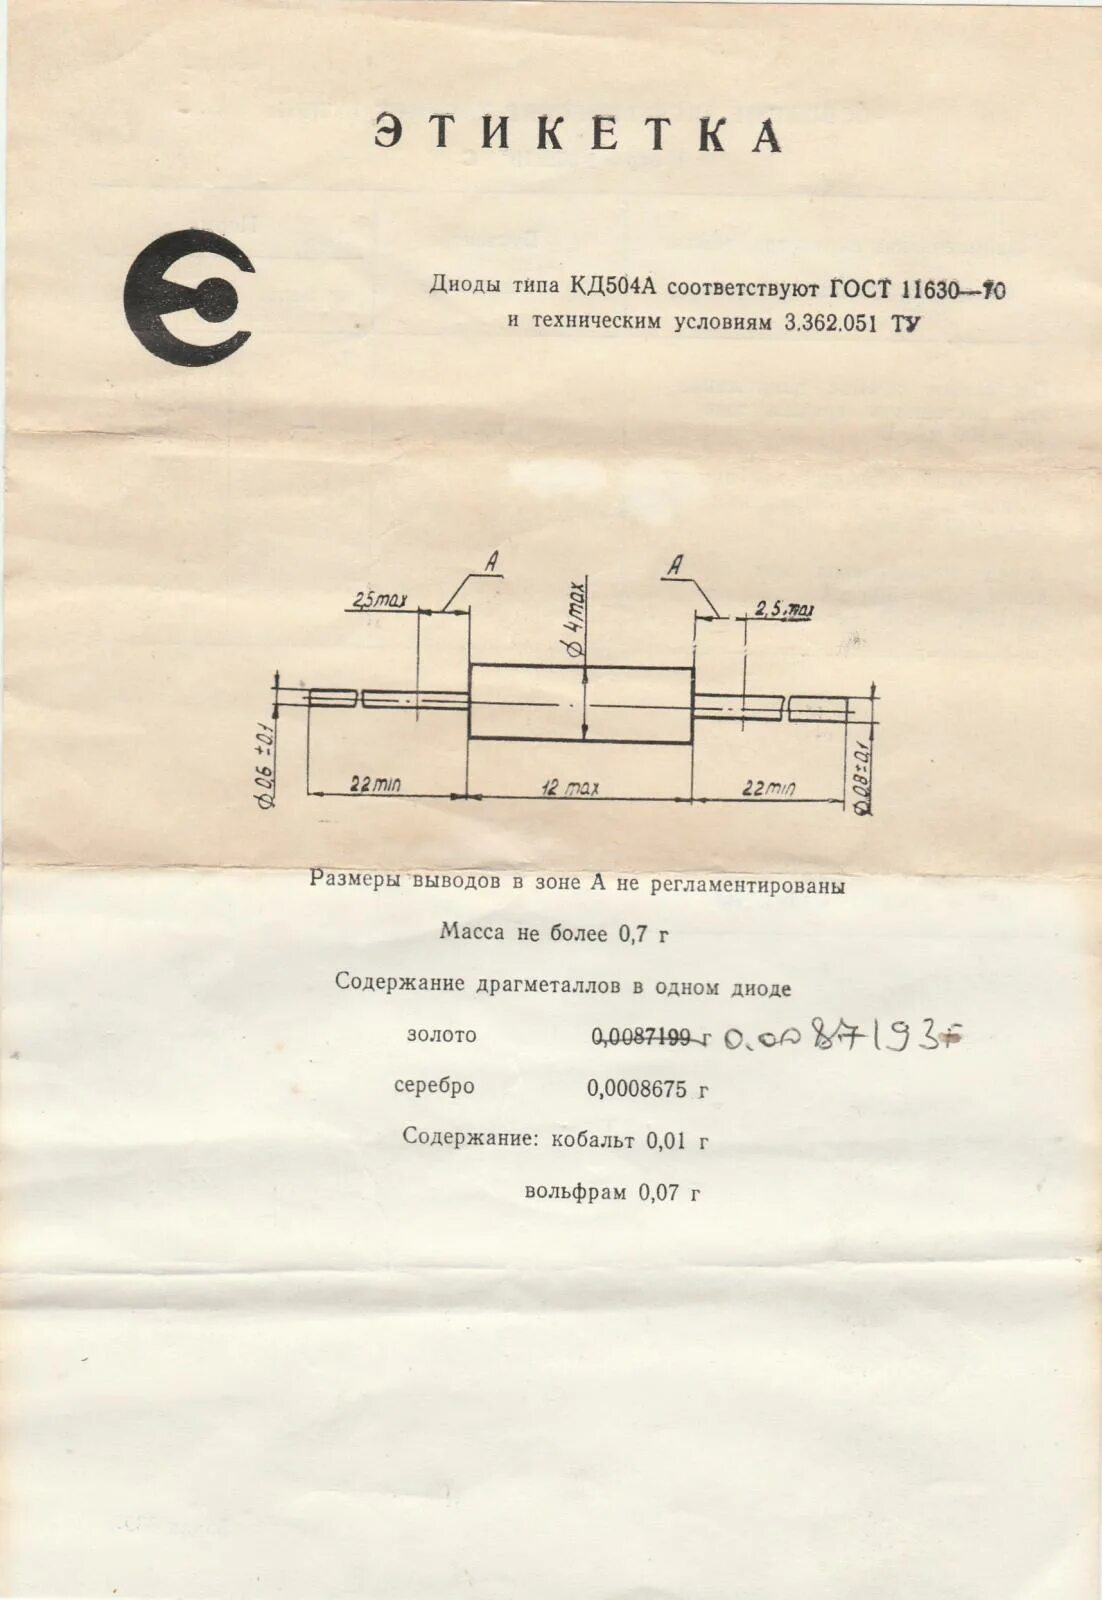 ЭТИКЕТКА
Диоды типа КД504А соответствуют ГОСТ 11630—70
и техническим условиям 3.362.051 ТУ
А А
2,5 max ϕ 4 max 2,5 max
ϕ 0,6 ± 0,1 22 min 12 max 22 min ϕ 0,8 ± 0,1
Размеры выводов в зоне А не регламентированы
Масса не более 0,7 г
Содержание драгметаллов в одном диоде
золото 0,0087199 г 0.0087193 г
серебро 0,0008675 г
Содержание: кобальт 0,01 г
вольфрам 0,07 г